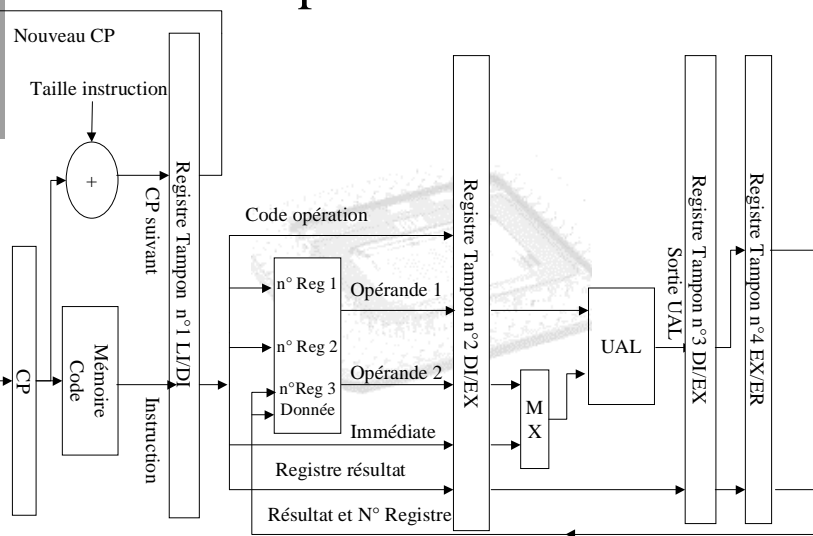 Nouveau CP
Taille instruction
+
CP suivant
Registre Tampon n°1 LI/DI
CP
Mémoire
Code
Instruction
Code opération
n° Reg 1
Opérande 1
n° Reg 2
Opérande 2
n°Reg 3
Donnée
Immédiate
Registre résultat
Résultat et N° Registre
Registre Tampon n°2 DI/EX
M
X
UAL
Sortie UAL
Registre Tampon n°3 DI/EX
Registre Tampon n°4 EX/ER